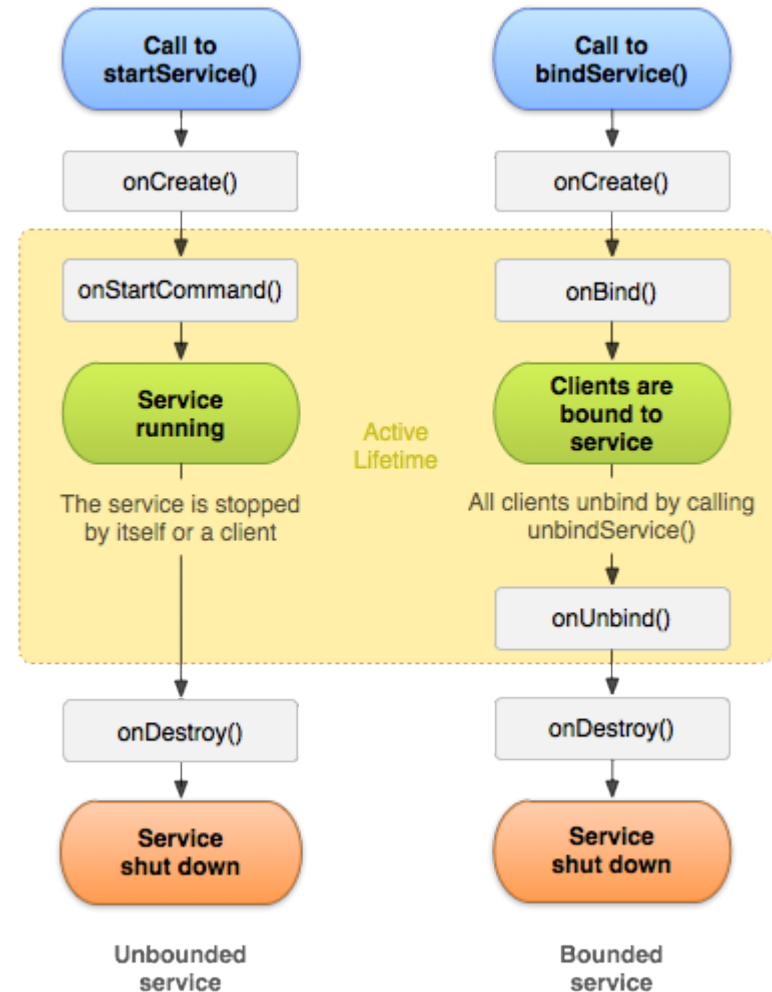 Call to
startService()
onCreate()
onStartCommand()
Service
running
The service is stopped
by itself or a client
onDestroy()
Service
shut down
Unbounded
service
Active
Lifetime
Call to
bindService()
onCreate()
onBind()
Clients are
bound to
service
All clients unbind by calling
unbindService()
onUnbind()
onDestroy()
Service
shut down
Bounded
service